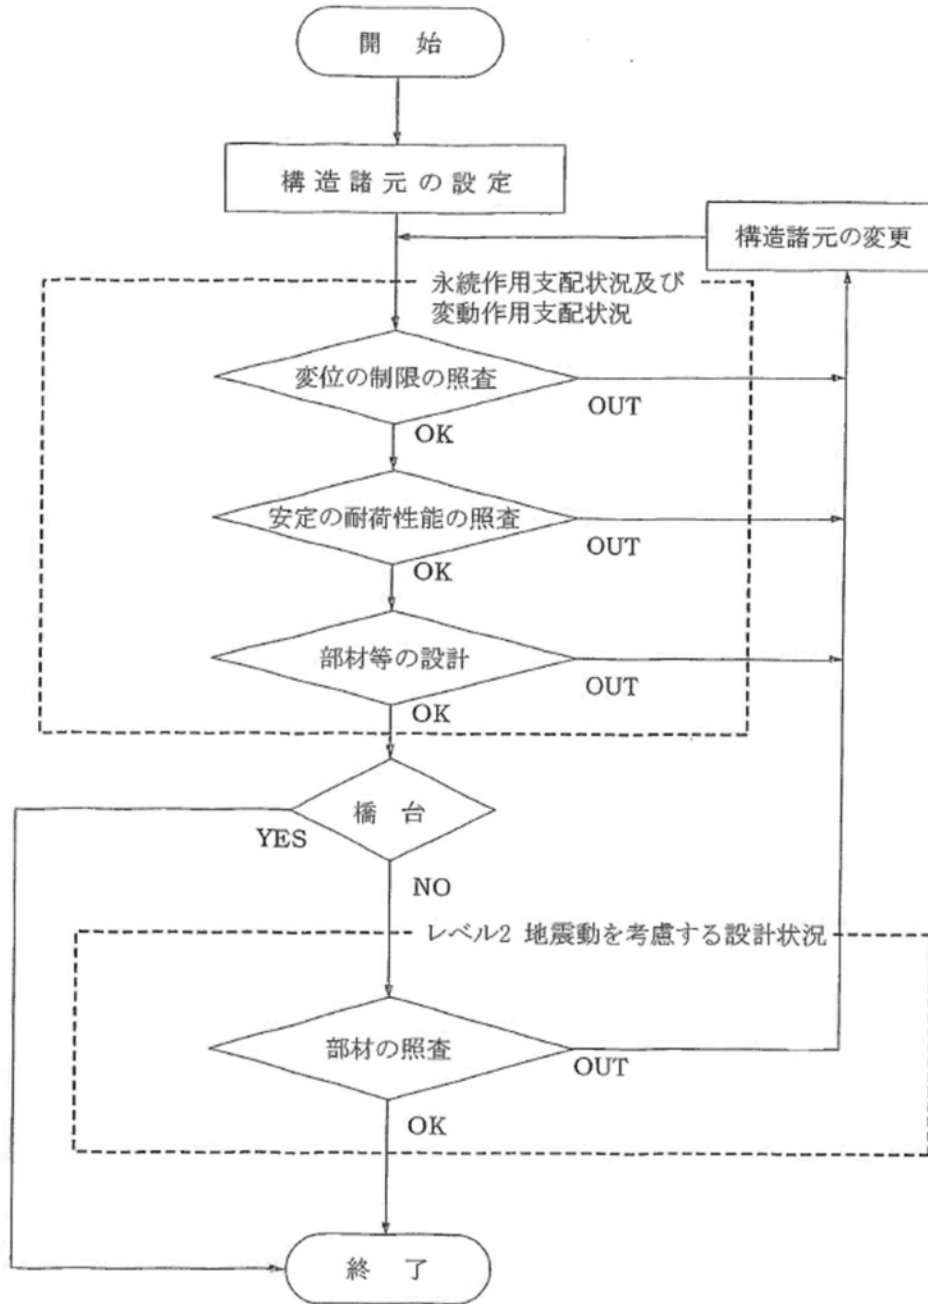 開 始
構造諸元の設定
構造諸元の変更
永続作用支配状況及び
変動作用支配状況
変位の制限の照査
OUT
OK
安定の耐荷性能の照査
OUT
OK
部材等の設計
OUT
OK
橋 台
YES
NO
レベル2 地震動を考慮する設計状況
部材の照査
OUT
OK
終 了